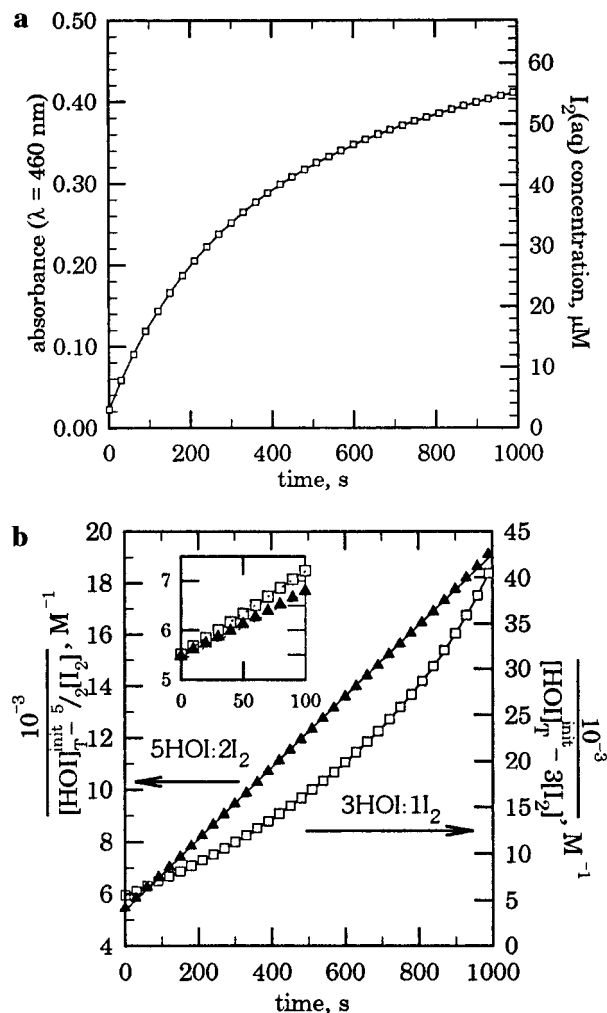 a
0.50
0.40
0.30
0.20
0.10
0.00
absorbance (λ = 460 nm)
60
50
40
30
20
10
0
I₂(aq) concentration, μM
0 200 400 600 800 1000
time, s
b
20
18
16
14
12
10
8
6
4
10⁻³
[HOI]ᵢₙᵢₜ T − 5/2[I₂], M⁻¹
7
6
5
0 50 100
5HOI:2I₂
3HOI:1I₂
45
40
35
30
25
20
15
10
5
0
10⁻³
[HOI]ᵢₙᵢₜ T − 3[I₂], M⁻¹
0 200 400 600 800 1000
time, s